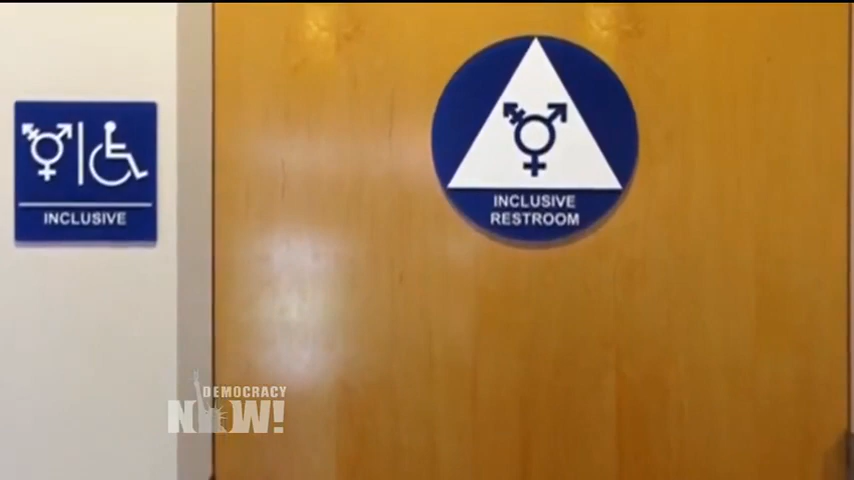 INCLUSIVE
INCLUSIVE
RESTROOM
DEMOCRACY
NOW!